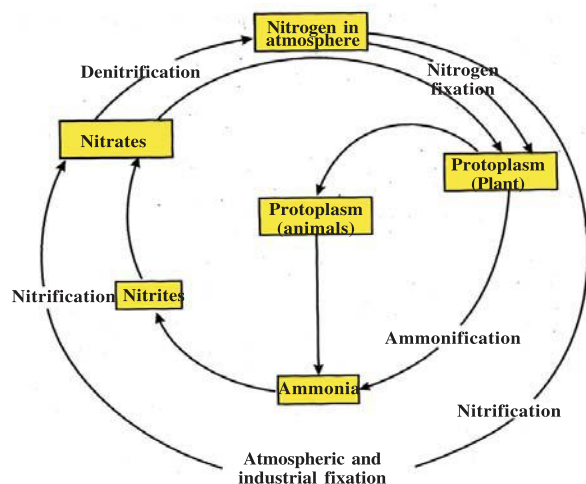 Nitrogen in
atmosphere
Denitrification
Nitrogen
fixation
Nitrates
Protoplasm
(Plant)
Protoplasm
(animals)
Nitrification
Nitrites
Ammonification
Ammonia
Nitrification
Atmospheric and
industrial fixation